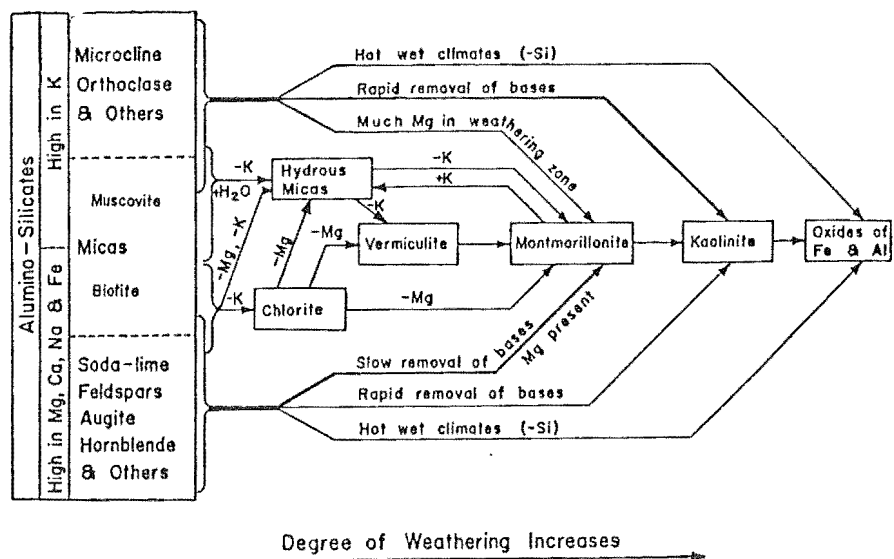 Alumino-Silicates
High in K
High in Mg, Ca, Na & Fe
Microcline
Orthoclase
& Others
Muscovite
Micas
Biotite
Soda-lime
Feldspars
Augite
Hornblende
& Others
Hot wet climates (-Si)
Rapid removal of bases
Much Mg in weathering zone
-K
+H₂O
-Mg, -K
-K
Hydrous
Micas
-K
+K
-K
-Mg
-Mg
Vermiculite
Montmorillonite
Kaolinite
Oxides of
Fe & Al
Chlorite
-Mg
Slow removal of bases
Mg present
Rapid removal of bases
Hot wet climates (-Si)
Degree of Weathering Increases